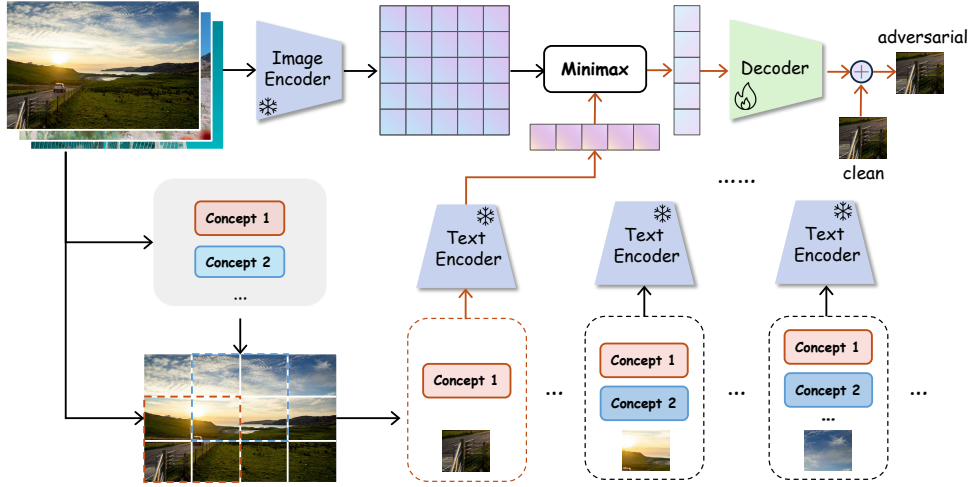 Image
Encoder
Minimax
Decoder
adversarial
clean
......
Concept 1
Concept 2
...
Text
Encoder
Text
Encoder
Text
Encoder
Concept 1
...
Concept 1
Concept 2
...
Concept 1
Concept 2
...
...